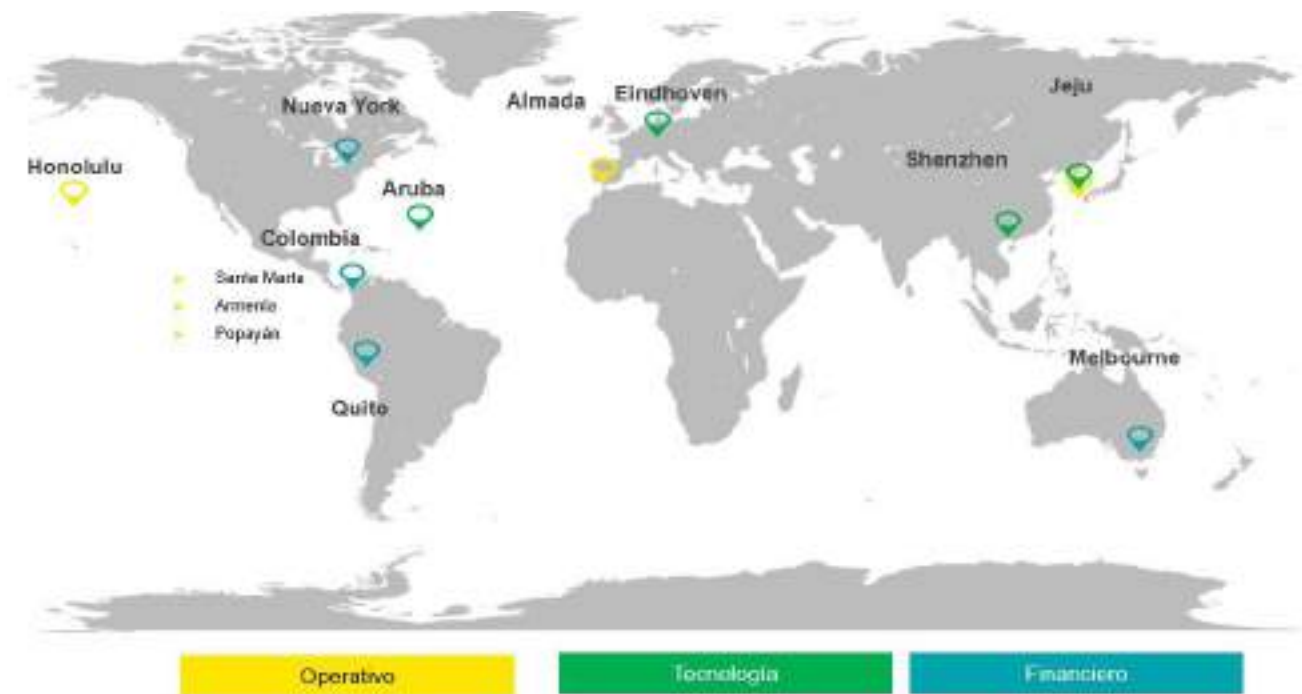 Jeju
Eindhoven
Almada
Nueva York
Shenzhen
Honolulu
Aruba
Colombia
Santa Marta
Armenia
Popayán
Melbourne
Quito
Operativo
Tecnología
Financiero